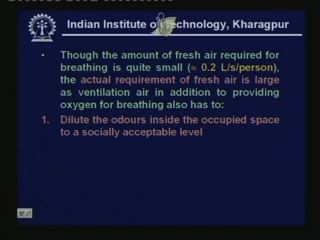 Indian Institute of Technology, Kharagpur
• Though the amount of fresh air required for
breathing is quite small (≈ 0.2 L/s/person),
the actual requirement of fresh air is large
as ventilation air in addition to providing
oxygen for breathing also has to:
1. Dilute the odours inside the occupied space
to a socially acceptable level